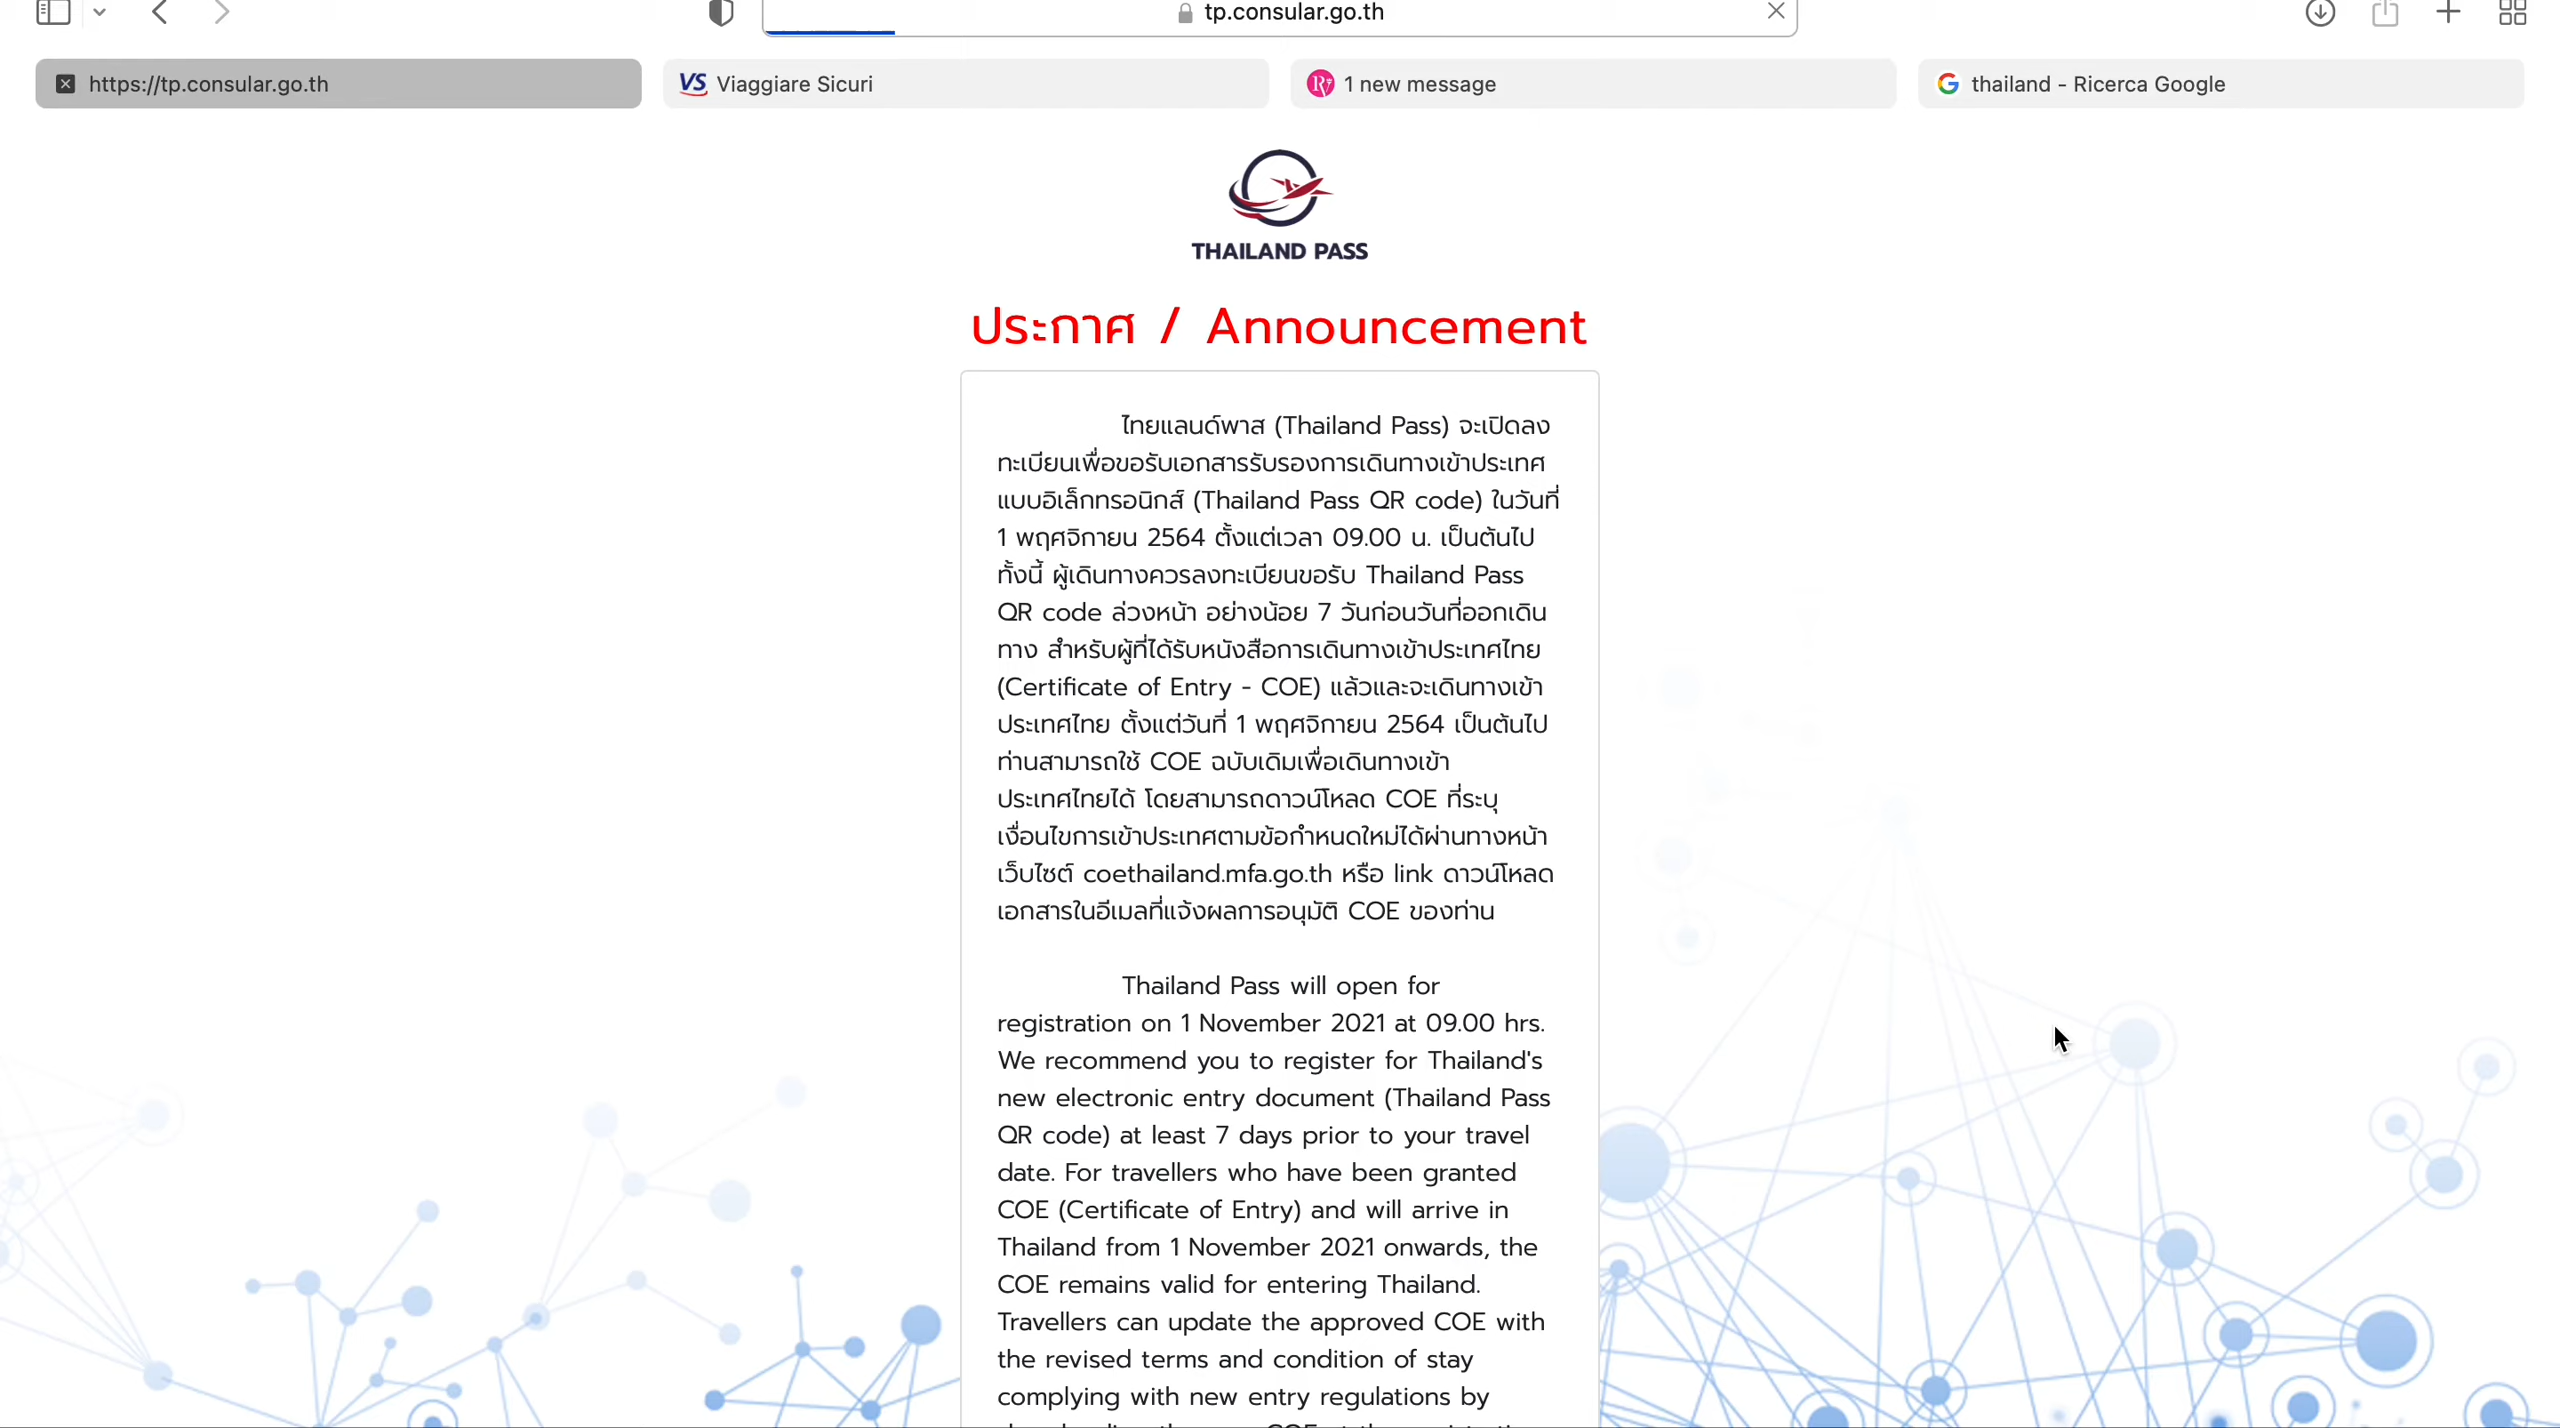 tp.consular.go.th
https://tp.consular.go.th
VS Viaggiare Sicuri
1 new message
thailand - Ricerca Google
THAILAND PASS
ประกาศ / Announcement
ไทยแลนด์พาส (Thailand Pass) จะเปิดลง
ทะเบียนเพื่อขอรับเอกสารรับรองการเดินทางเข้าประเทศ
แบบอิเล็กทรอนิกส์ (Thailand Pass QR code) ในวันที่
1 พฤศจิกายน 2564 ตั้งแต่เวลา 09.00 น. เป็นต้นไป
ทั้งนี้ ผู้เดินทางควรลงทะเบียนขอรับ Thailand Pass
QR code ล่วงหน้า อย่างน้อย 7 วันก่อนวันที่ออกเดิน
ทาง สำหรับผู้ที่ได้รับหนังสือการเดินทางเข้าประเทศไทย
(Certificate of Entry - COE) แล้วและจะเดินทางเข้า
ประเทศไทย ตั้งแต่วันที่ 1 พฤศจิกายน 2564 เป็นต้นไป
ท่านสามารถใช้ COE ฉบับเดิมเพื่อเดินทางเข้า
ประเทศไทยได้ โดยสามารถดาวน์โหลด COE ที่ระบุ
เงื่อนไขการเข้าประเทศตามข้อกำหนดใหม่ได้ผ่านทางหน้า
เว็บไซต์ coethailand.mfa.go.th หรือ link ดาวน์โหลด
เอกสารในอีเมลที่แจ้งผลการอนุมัติ COE ของท่าน
Thailand Pass will open for
registration on 1 November 2021 at 09.00 hrs.
We recommend you to register for Thailand's
new electronic entry document (Thailand Pass
QR code) at least 7 days prior to your travel
date. For travellers who have been granted
COE (Certificate of Entry) and will arrive in
Thailand from 1 November 2021 onwards, the
COE remains valid for entering Thailand.
Travellers can update the approved COE with
the revised terms and condition of stay
complying with new entry regulations by